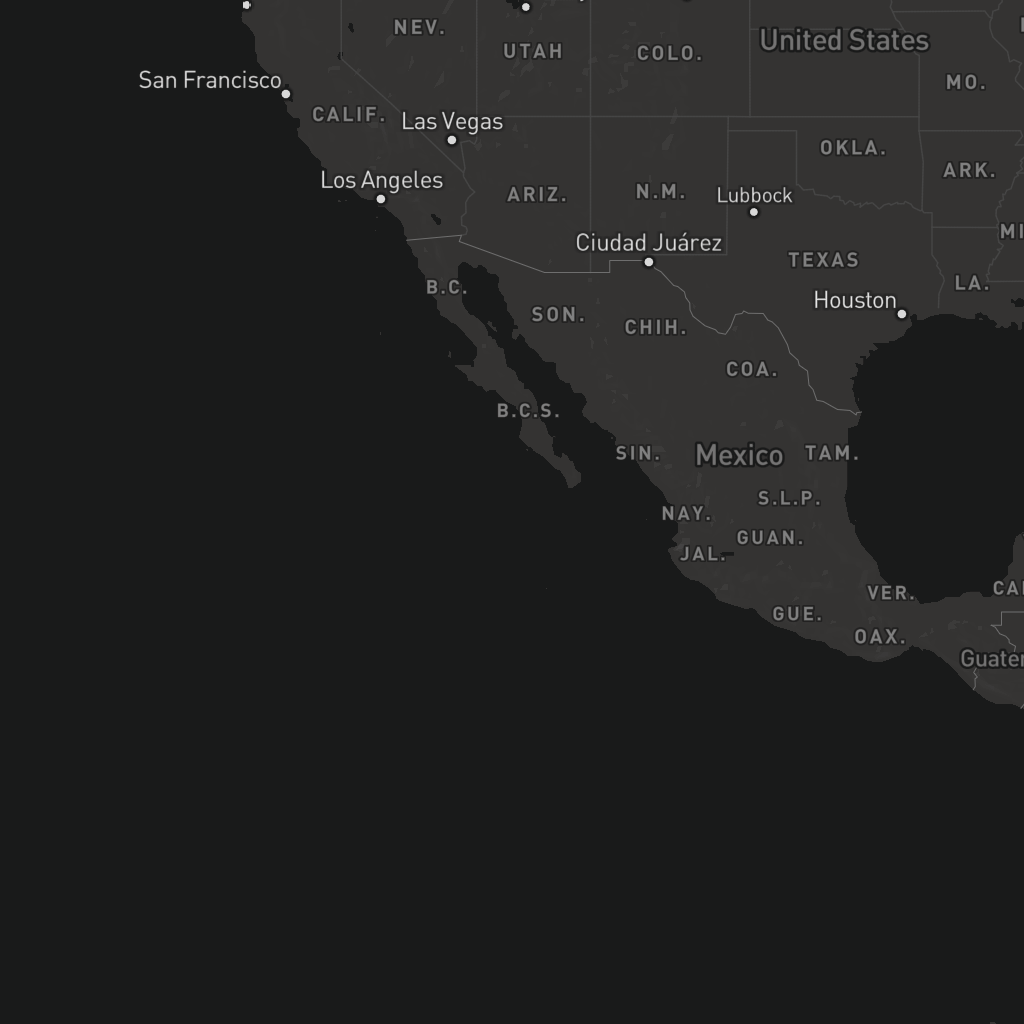 NEV.
United States
UTAH
COLO.
San Francisco
MO.
CALIF.
Las Vegas
OKLA.
ARK.
Los Angeles
ARIZ.
N.M.
Lubbock
MI
Ciudad Juárez
TEXAS
B.C.
LA.
Houston
SON.
CHIH.
COA.
B.C.S.
SIN.
Mexico
TAM.
S.L.P.
NAY.
GUAN.
JAL.
VER.
CA
GUE.
OAX.
Guate